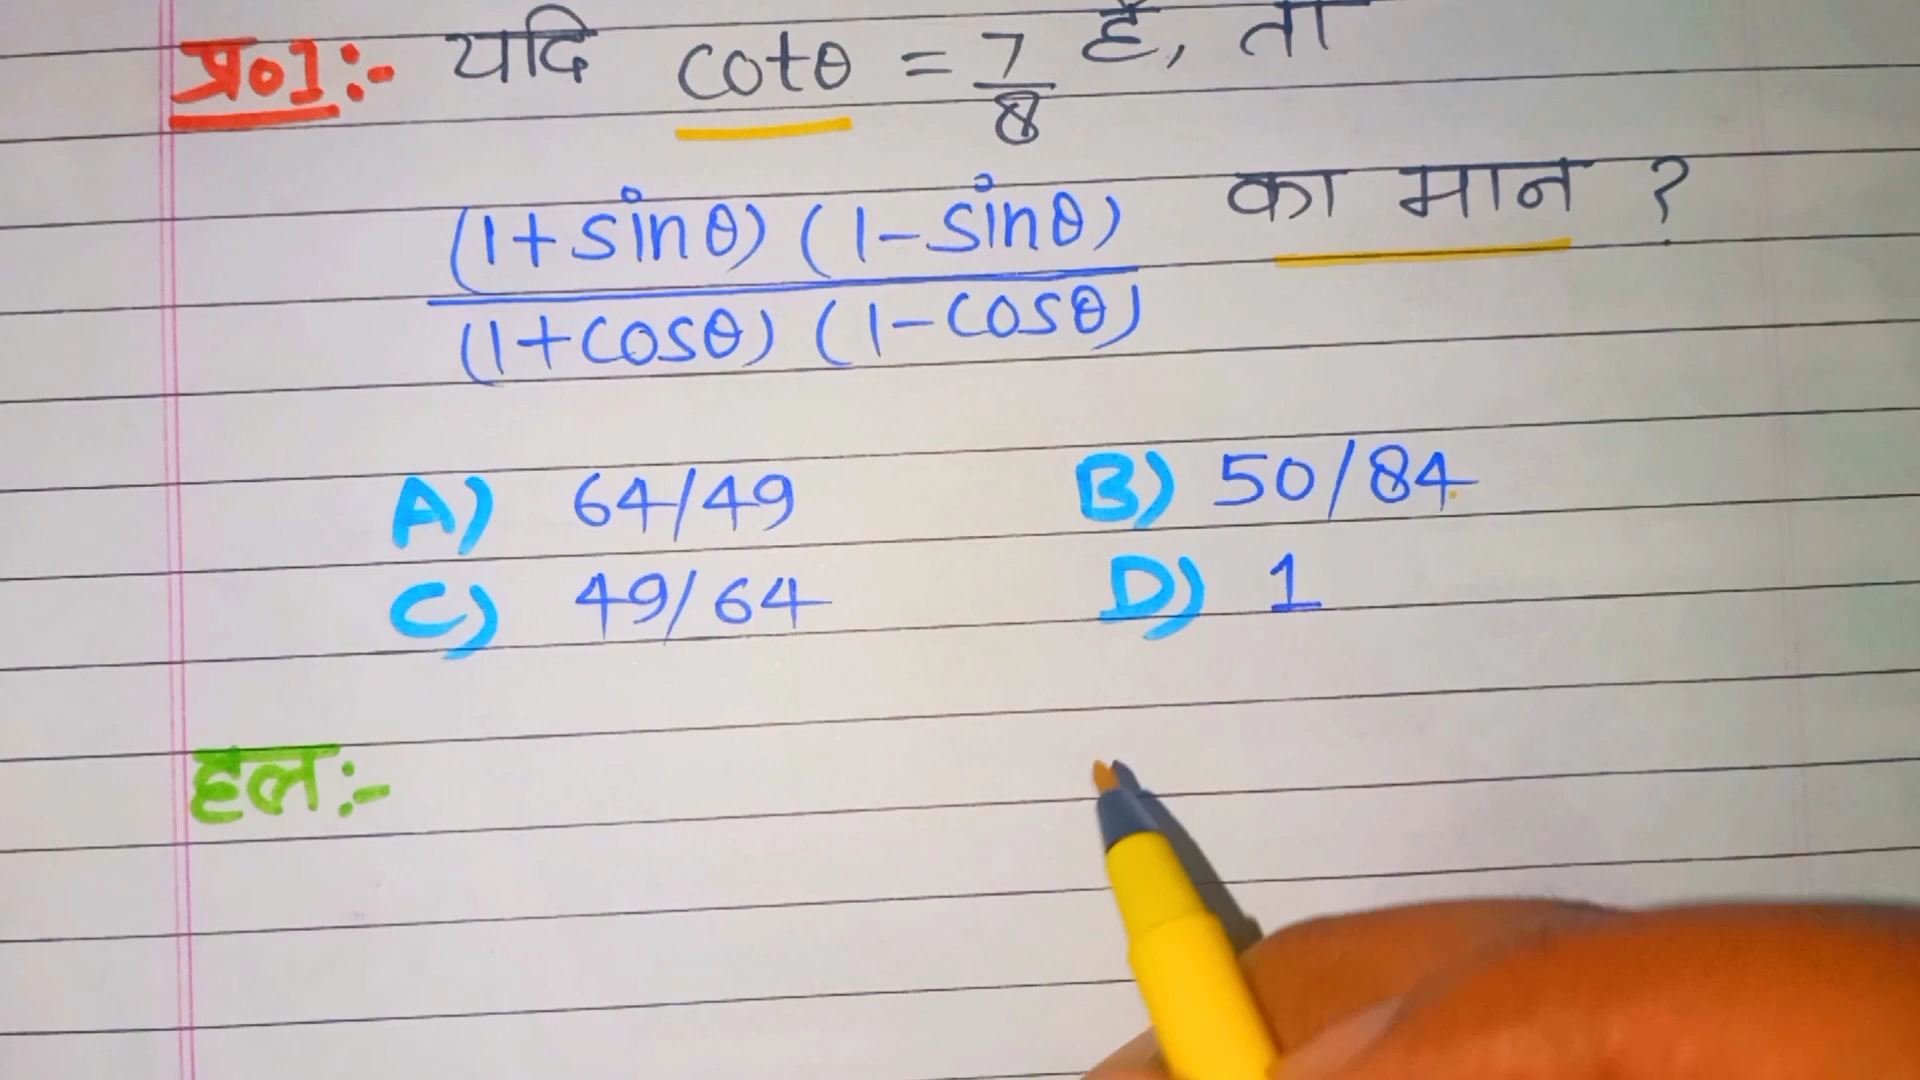 प्र०1:- यदि cotθ = 7/8 है, तो
(1+sinθ) (1-sinθ) का मान ?
(1+cosθ) (1-cosθ)
A) 64/49 B) 50/84
C) 49/64 D) 1
हल:-